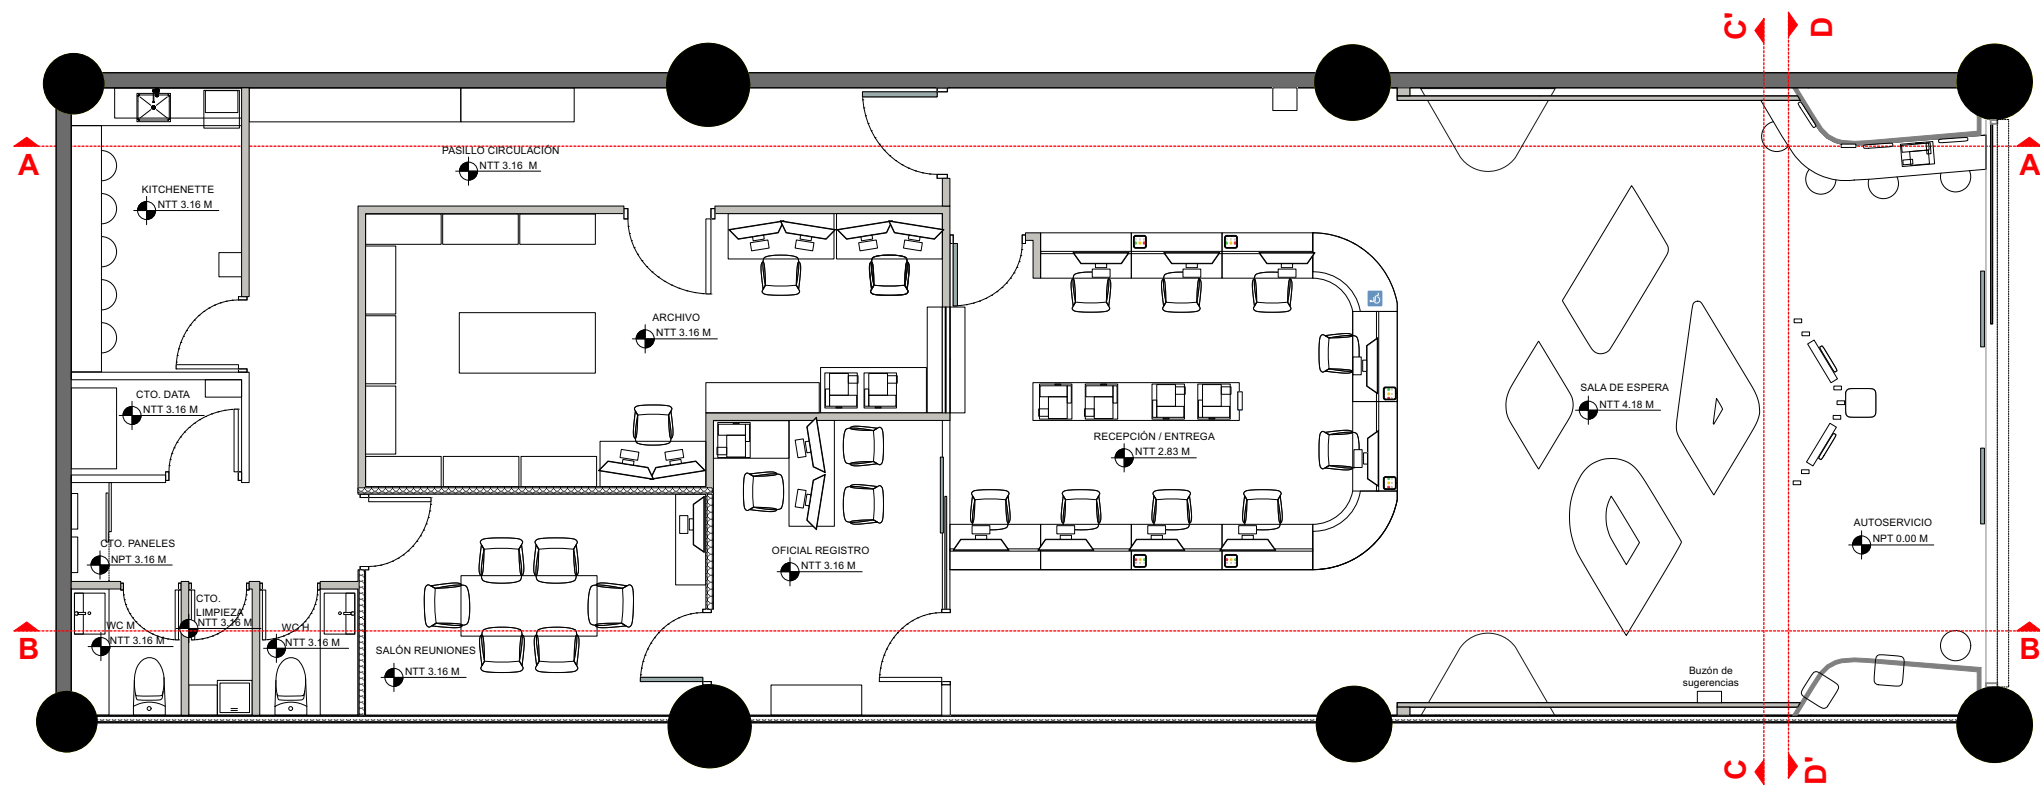 C'
D
A
A
PASILLO CIRCULACIÓN
NTT 3.16 M
KITCHENETTE
NTT 3.16 M
ARCHIVO
NTT 3.16 M
CTO. DATA
NTT 3.16 M
SALA DE ESPERA
NTT 4.18 M
RECEPCIÓN / ENTREGA
NTT 2.83 M
AUTOSERVICIO
NPT 0.00 M
CTO. PANELES
NPT 3.16 M
OFICIAL REGISTRO
NTT 3.16 M
CTO.
LIMPIEZA
NTT 3.16 M
WC M
NTT 3.16 M
WC H
NTT 3.16 M
SALÓN REUNIONES
NTT 3.16 M
B
B
Buzón de
sugerencias
C
D'